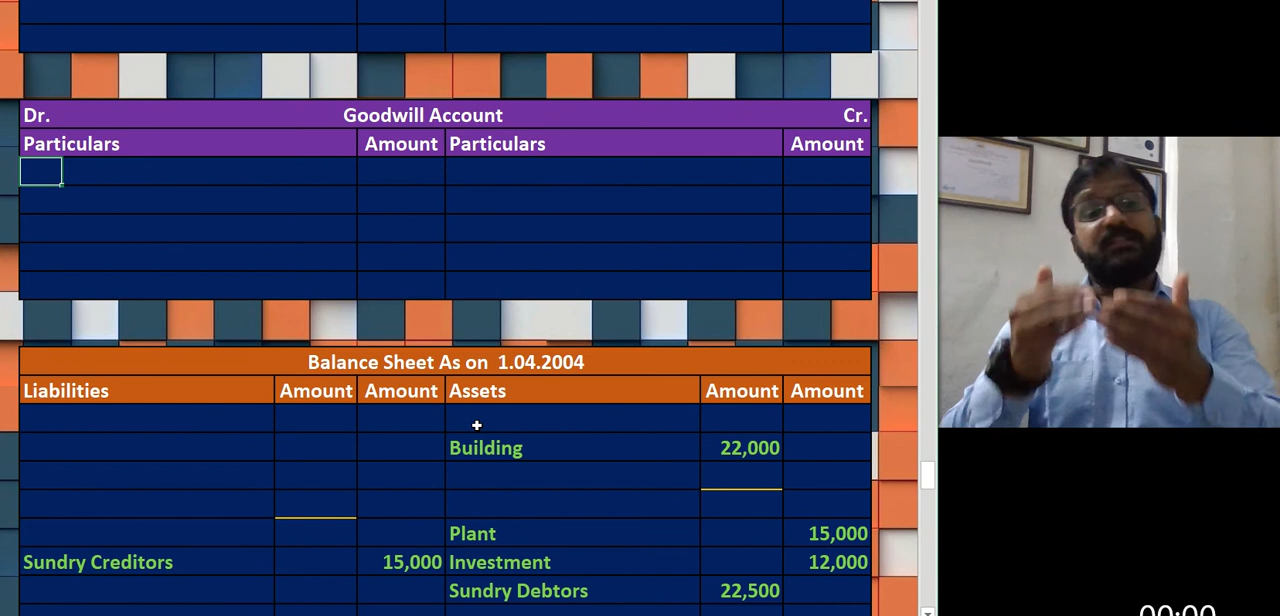 Dr. Goodwill Account Cr.
Particulars Amount Particulars Amount
Balance Sheet As on 1.04.2004
Liabilities Amount Amount Assets Amount Amount
Building 22,000
Plant 15,000
Sundry Creditors 15,000 Investment 12,000
Sundry Debtors 22,500
00:00